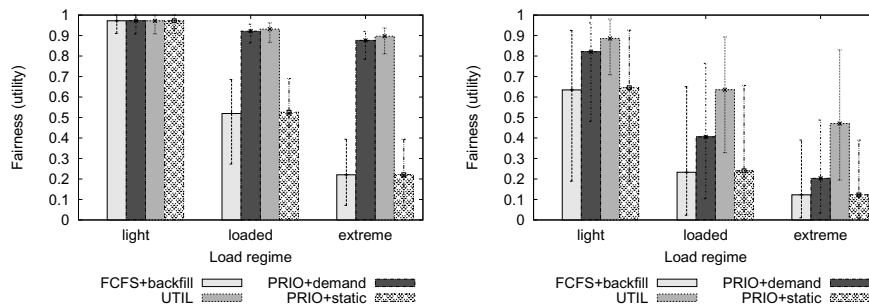 Fairness (utility)
1
0.9
0.8
0.7
0.6
0.5
0.4
0.3
0.2
0.1
0
light loaded extreme
Load regime
FCFS+backfill PRIO+demand
UTIL PRIO+static
Fairness (utility)
1
0.9
0.8
0.7
0.6
0.5
0.4
0.3
0.2
0.1
0
light loaded extreme
Load regime
FCFS+backfill PRIO+demand
UTIL PRIO+static